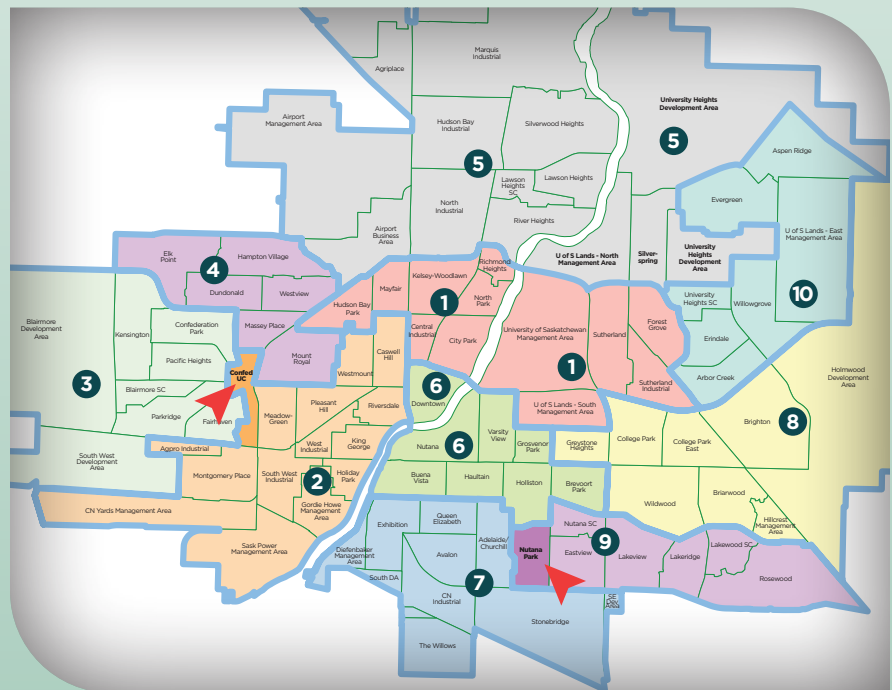 Marquis
Industrial
Agriplace
University Heights
Development Area
Airport
Management Area
Hudson Bay
Industrial
Silverwood Heights
5
5
Aspen Ridge
Lawson
Heights
SC
Lawson Heights
Evergreen
North
Industrial
River Heights
Airport
Business
Area
U of S Lands - East
Management Area
Elk
Point
Hampton Village
4
U of S Lands - North
Management Area
Silver-
spring
University
Heights
Development
Area
Richmond
Heights
Kelsey-Woodlawn
Mayfair
Dundonald
Westview
1
North
Park
10
University
Heights SC
Willowgrove
Hudson Bay
Park
Blairmore
Development
Area
Kensington
Confederation
Park
Massey Place
Central
Industrial
City Park
University of Saskatchewan
Management Area
Sutherland
Forest
Grove
Erindale
Pacific Heights
Mount
Royal
Caswell
Hill
Westmount
1
Confed
UC
3
Blairmore SC
6
Sutherland
Industrial
Arbor Creek
Holmwood
Development
Area
Parkridge
Fairhaven
Meadow-
Green
Pleasant
Hill
Riversdale
Downtown
U of S Lands - South
Management Area
Brighton
8
Agpro Industrial
West
Industrial
King
George
Nutana
6
Varsity
View
Grosvenor
Park
Greystone
Heights
College Park
College Park
East
South West
Development
Area
Montgomery Place
South West
Industrial
2
Holiday
Park
Buena
Vista
Haultain
Holliston
Brevoort
Park
Wildwood
Briarwood
CN Yards Management Area
Gordie Howe
Management
Area
Hillcrest
Management
Area
Sask Power
Management Area
Exhibition
Queen
Elizabeth
Adelaide/
Churchill
Nutana SC
9
Diefenbaker
Management
Area
Avalon
Nutana
Park
Eastview
Lakeview
Lakeridge
Lakewood SC
Rosewood
South DA
CN
Industrial
7
SE
Dev
Area
Stonebridge
The Willows